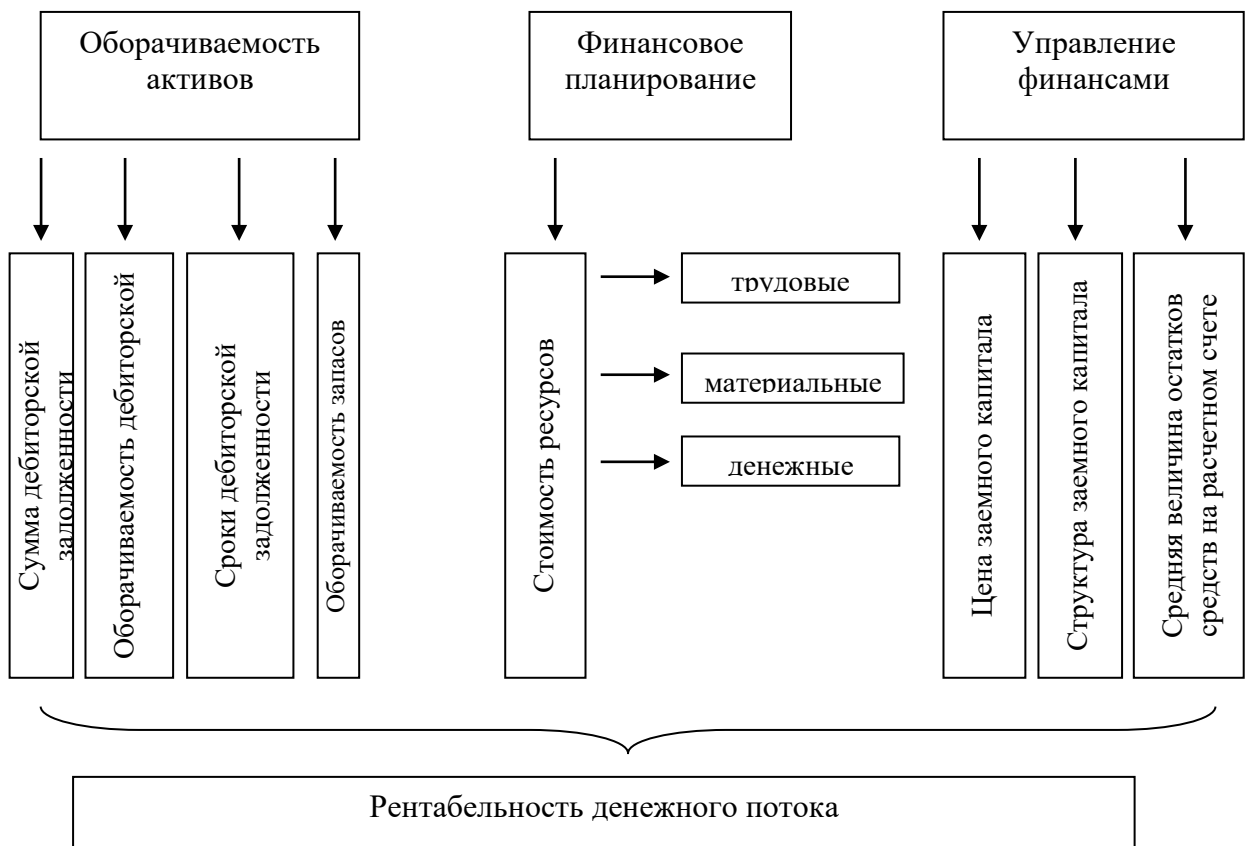 Оборачиваемость
активов
Финансовое
планирование
Управление
финансами
Сумма дебиторской
задолженности
Оборачиваемость дебиторской
Сроки дебиторской
задолженности
Оборачиваемость запасов
Стоимость ресурсов
трудовые
материальные
денежные
Цена заемного капитала
Структура заемного капитала
Средняя величина остатков
средств на расчетном счете
Рентабельность денежного потока